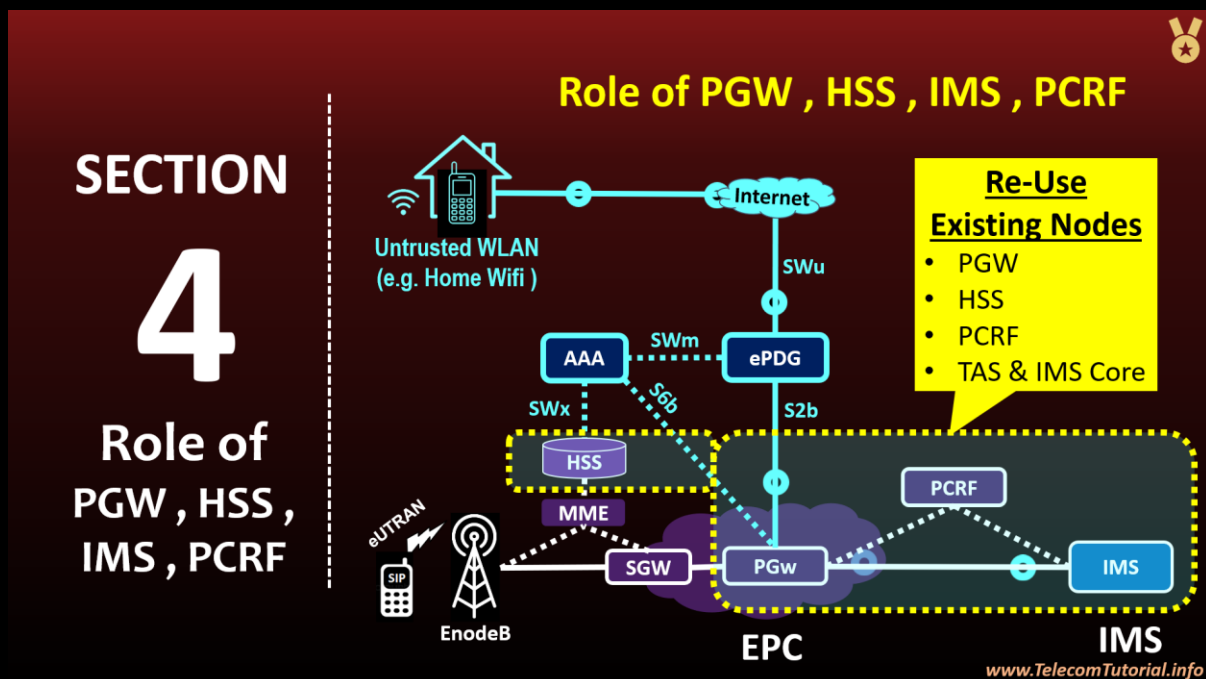 Role of PGW , HSS , IMS , PCRF
SECTION
4
Role of
PGW , HSS ,
IMS , PCRF
Untrusted WLAN
(e.g. Home Wifi )
Internet
SWu
Re-Use
Existing Nodes
• PGW
• HSS
• PCRF
• TAS & IMS Core
AAA
SWm
ePDG
SWx
S6b
S2b
HSS
MME
PCRF
eUTRAN
SIP
EnodeB
SGW
PGw
IMS
EPC
IMS
www.TelecomTutorial.info